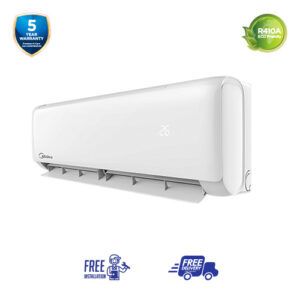 5
YEAR
WARRANTY
R410A
ECO Friendly
26
Midea
FREE
INSTALLATION
FREE
DELIVERY